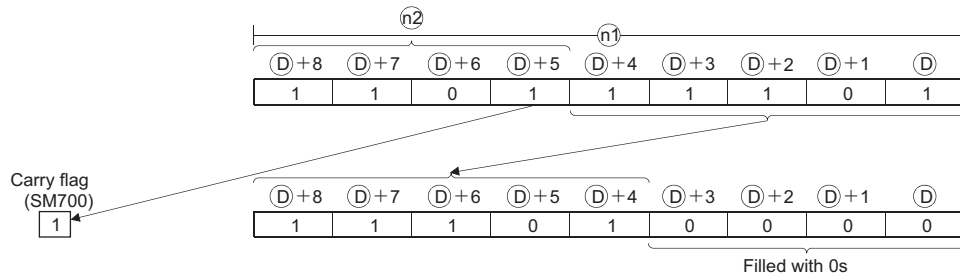 n2
n1
D+8 D+7 D+6 D+5 D+4 D+3 D+2 D+1 D
1 1 0 1 1 1 1 0 1
Carry flag
(SM700)
D+8 D+7 D+6 D+5 D+4 D+3 D+2 D+1 D
1 1 1 1 0 1 0 0 0 0
Filled with 0s